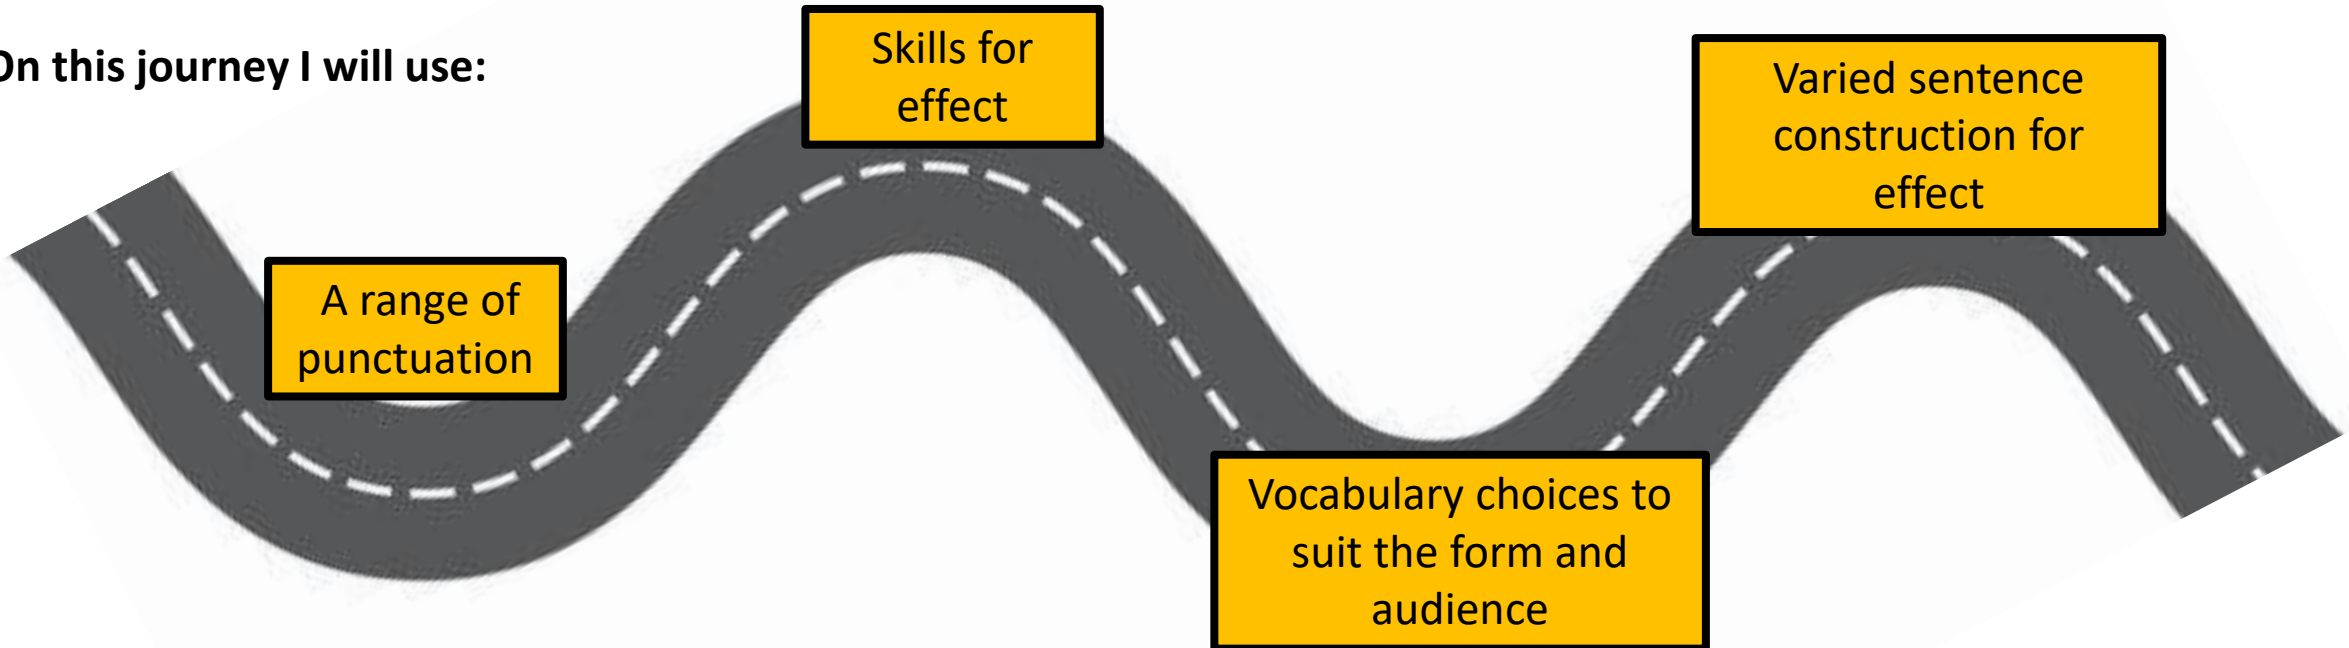 On this journey I will use:
A range of
punctuation
Skills for
effect
Vocabulary choices to
suit the form and
audience
Varied sentence
construction for
effect